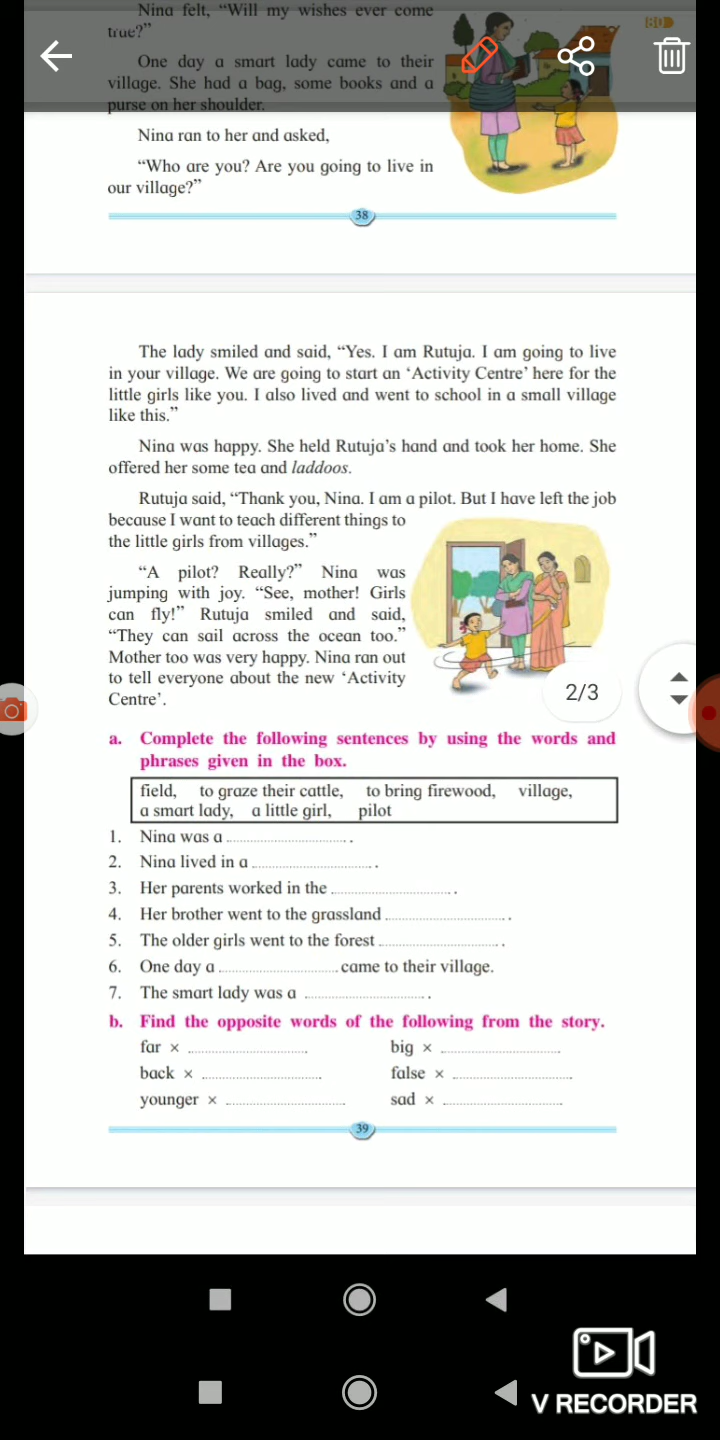 Nina felt, “Will my wishes ever come
true?”
One day a smart lady came to their
village. She had a bag, some books and a
purse on her shoulder.
Nina ran to her and asked,
“Who are you? Are you going to live in
our village?”
38
The lady smiled and said, “Yes. I am Rutuja. I am going to live
in your village. We are going to start an ‘Activity Centre’ here for the
little girls like you. I also lived and went to school in a small village
like this.”
Nina was happy. She held Rutuja’s hand and took her home. She
offered her some tea and laddoos.
Rutuja said, “Thank you, Nina. I am a pilot. But I have left the job
because I want to teach different things to
the little girls from villages.”
“A pilot? Really?” Nina was
jumping with joy. “See, mother! Girls
can fly!” Rutuja smiled and said,
“They can sail across the ocean too.”
Mother too was very happy. Nina ran out
to tell everyone about the new ‘Activity
Centre’.
2/3
a. Complete the following sentences by using the words and
phrases given in the box.
field, to graze their cattle, to bring firewood, village,
a smart lady, a little girl, pilot
1. Nina was a .............................. .
2. Nina lived in a .............................. .
3. Her parents worked in the .............................. .
4. Her brother went to the grassland .............................. .
5. The older girls went to the forest .............................. .
6. One day a .............................. came to their village.
7. The smart lady was a .............................. .
b. Find the opposite words of the following from the story.
far × .............................. big × ..............................
back × .............................. false × ..............................
younger × .............................. sad × ..............................
39
V RECORDER